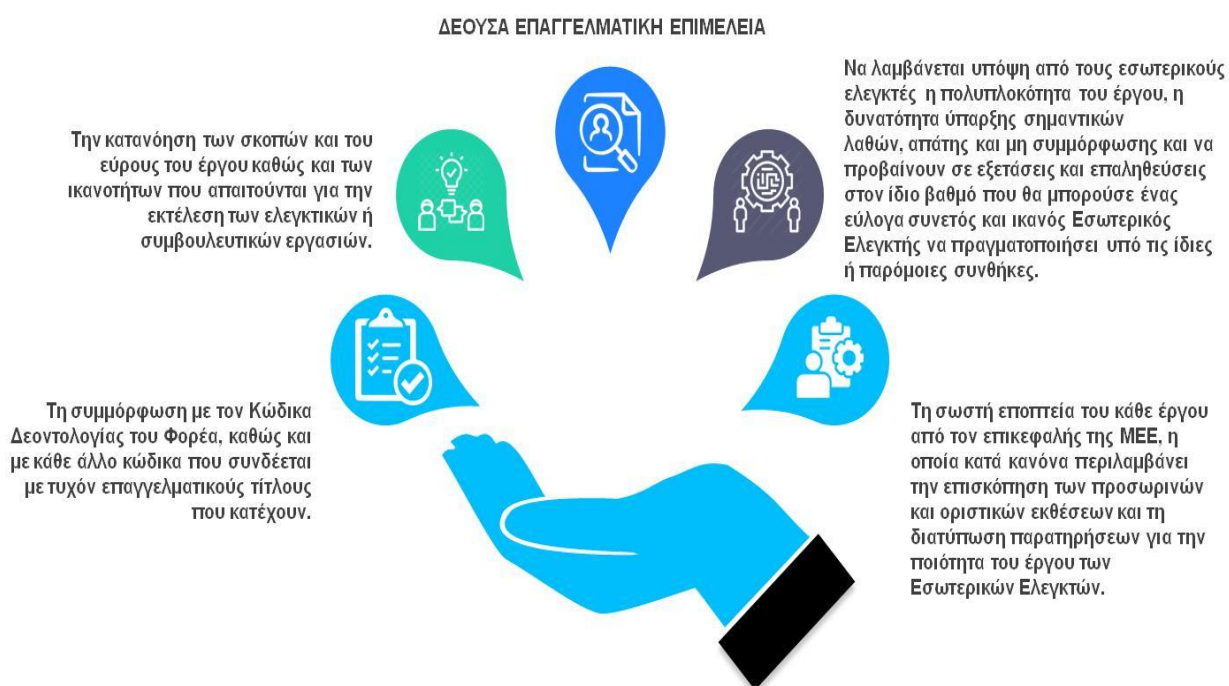 ΔΕΟΥΣΑ ΕΠΑΓΓΕΛΜΑΤΙΚΗ ΕΠΙΜΕΛΕΙΑ
Την κατανόηση των σκοπών και του
εύρους του έργου καθώς και των
ικανοτήτων που απαιτούνται για την
εκτέλεση των ελεγκτικών ή
συμβουλευτικών εργασιών.
Να λαμβάνεται υπόψη από τους εσωτερικούς
ελεγκτές η πολυπλοκότητα του έργου, η
δυνατότητα ύπαρξης σημαντικών
λαθών, απάτης και μη συμμόρφωσης και να
προβαίνουν σε εξετάσεις και επαληθεύσεις
στον ίδιο βαθμό που θα μπορούσε ένας
εύλογα συνετός και ικανός Εσωτερικός
Ελεγκτής να πραγματοποιήσει υπό τις ίδιες
ή παρόμοιες συνθήκες.
Τη συμμόρφωση με τον Κώδικα
Δεοντολογίας του Φορέα, καθώς και
με κάθε άλλο κώδικα που συνδέεται
με τυχόν επαγγελματικούς τίτλους
που κατέχουν.
Τη σωστή εποπτεία του κάθε έργου
από τον επικεφαλής της ΜΕΕ, η
οποία κατά κανόνα περιλαμβάνει
την επισκόπηση των προσωρινών
και οριστικών εκθέσεων και τη
διατύπωση παρατηρήσεων για την
ποιότητα του έργου των
Εσωτερικών Ελεγκτών.